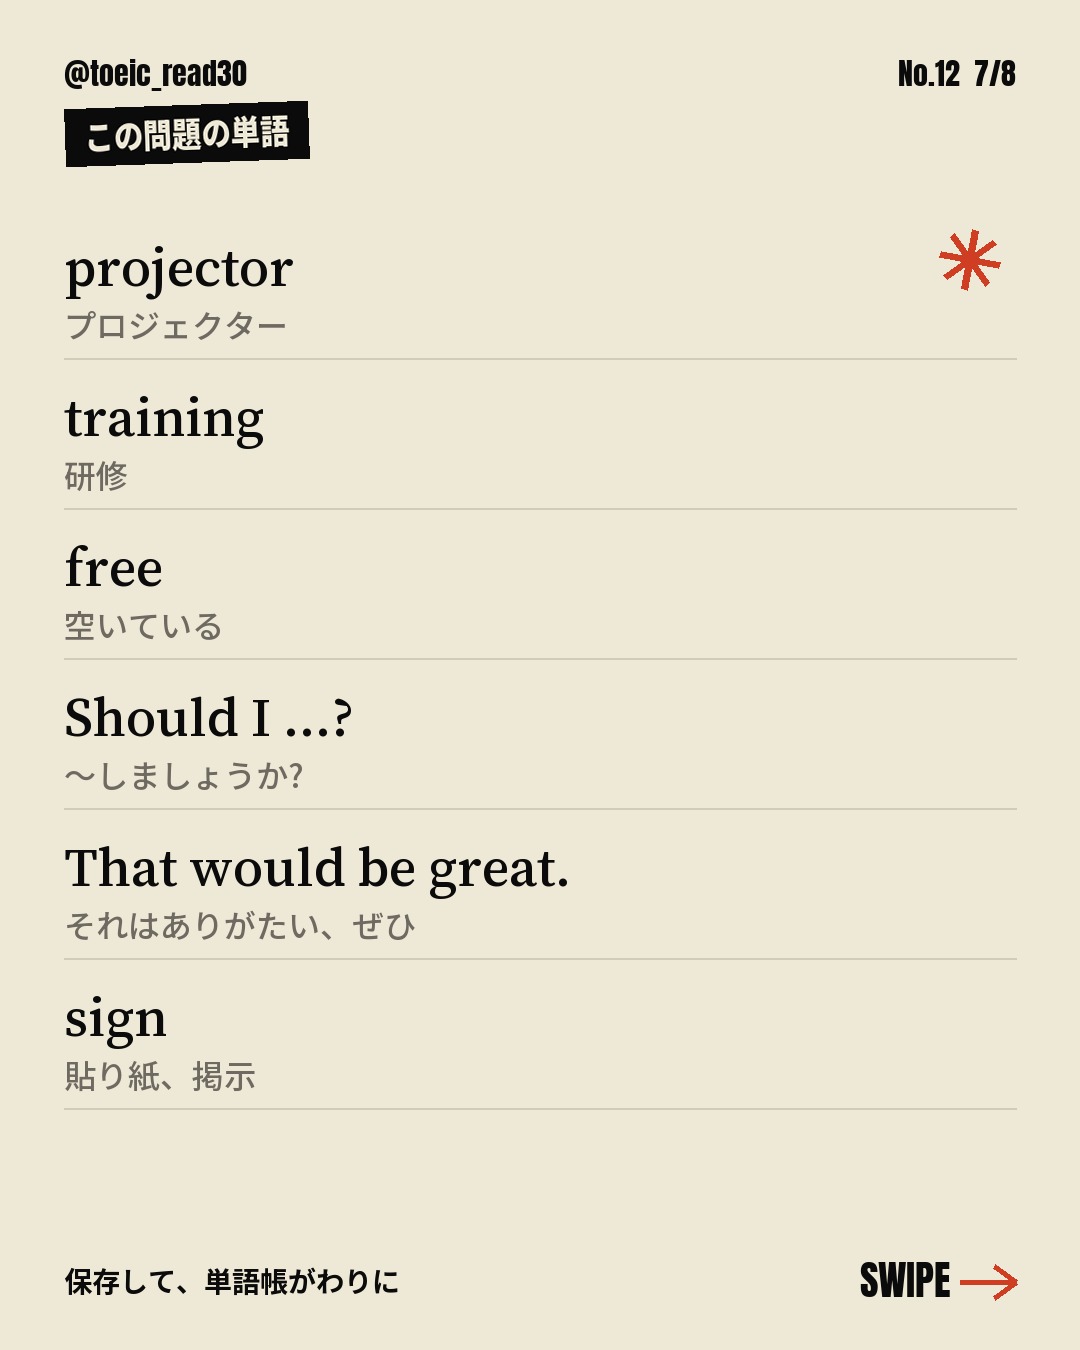 @toeic_read30
No.12 7/8
この問題の単語
projector
プロジェクター
training
研修
free
空いている
Should I ...?
〜しましょうか?
That would be great.
それはありがたい、ぜひ
sign
貼り紙、掲示
保存して、単語帳がわりに
SWIPE